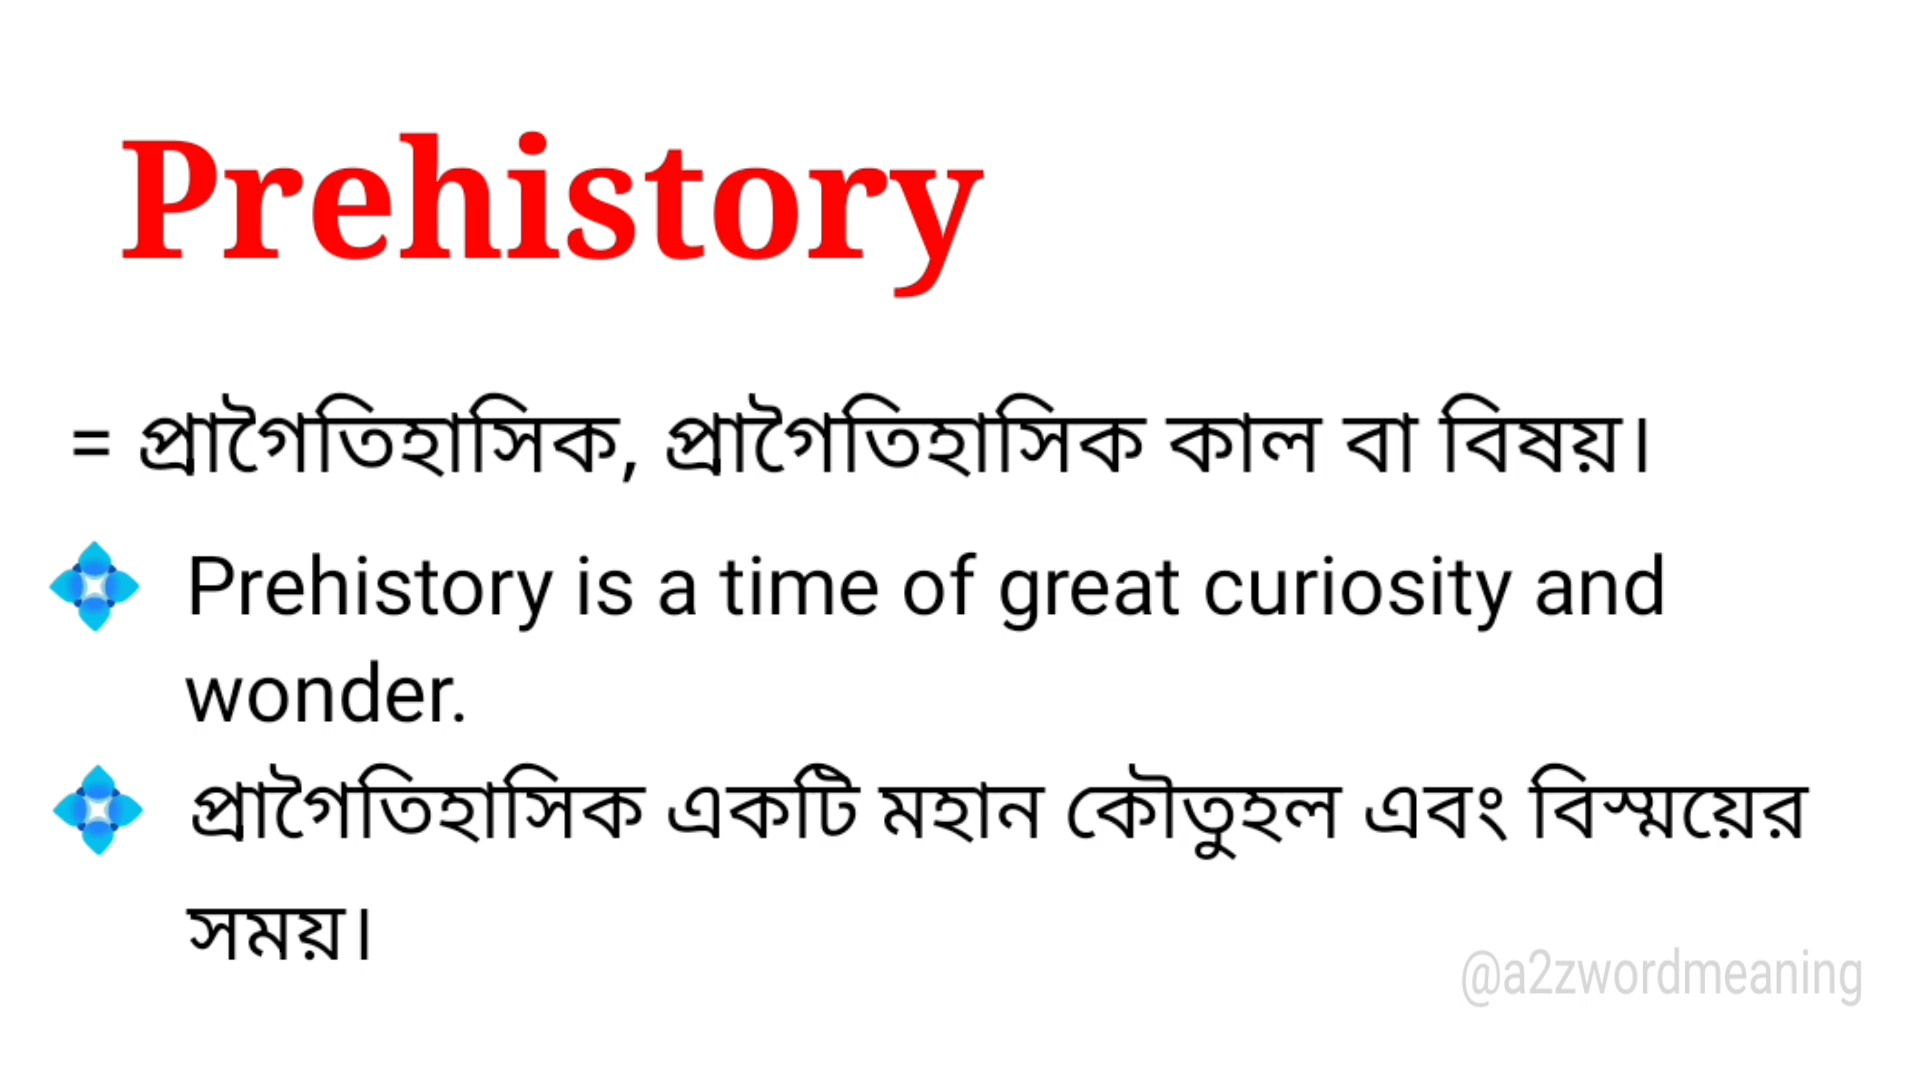 Prehistory
= প্রাগৈতিহাসিক, প্রাগৈতিহাসিক কাল বা বিষয়।
Prehistory is a time of great curiosity and
wonder.
প্রাগৈতিহাসিক একটি মহান কৌতুহল এবং বিস্ময়ের
সময়।
@a2zwordmeaning